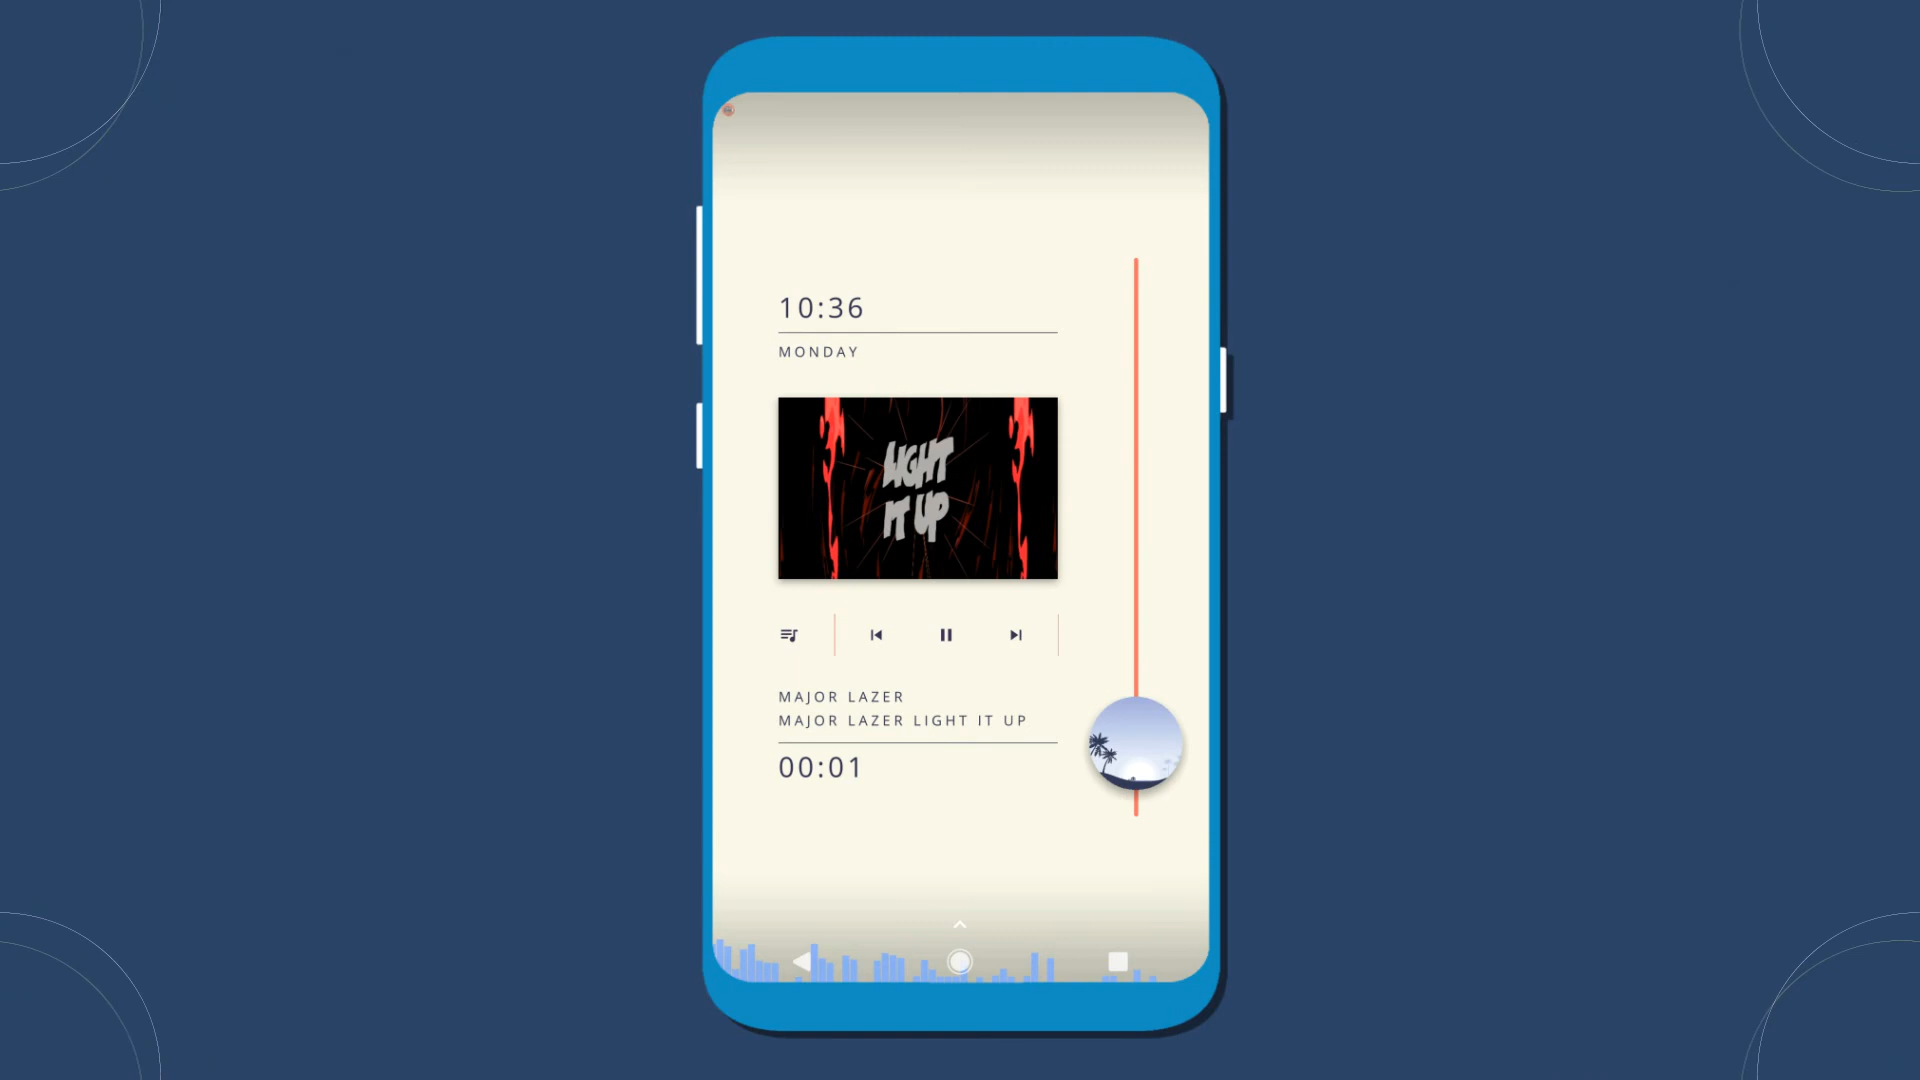 10:36
MONDAY
LIGHT
IT UP
MAJOR LAZER
MAJOR LAZER LIGHT IT UP
00:01